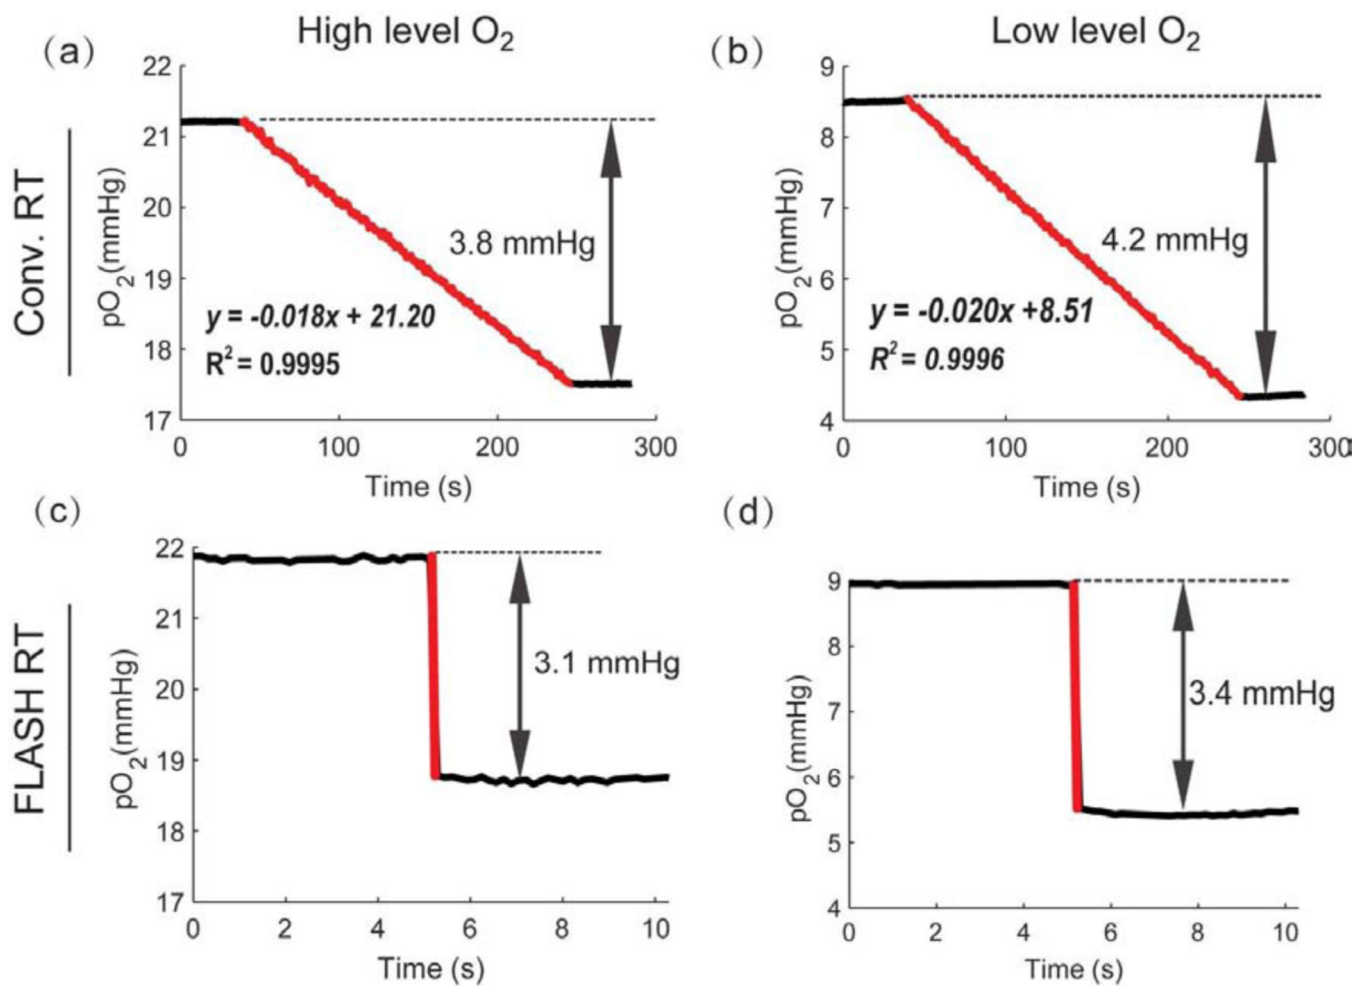 High level O₂
Low level O₂
Conv. RT
FLASH RT
(a)
22
21
20
19
18
17
pO₂(mmHg)
3.8 mmHg
y = -0.018x + 21.20
R² = 0.9995
0 100 200 300
Time (s)
(b)
9
8
7
6
5
4
pO₂(mmHg)
4.2 mmHg
y = -0.020x +8.51
R² = 0.9996
0 100 200 300
Time (s)
(c)
22
21
20
19
18
17
pO₂(mmHg)
3.1 mmHg
0 2 4 6 8 10
Time (s)
(d)
9
8
7
6
5
4
pO₂(mmHg)
3.4 mmHg
0 2 4 6 8 10
Time (s)